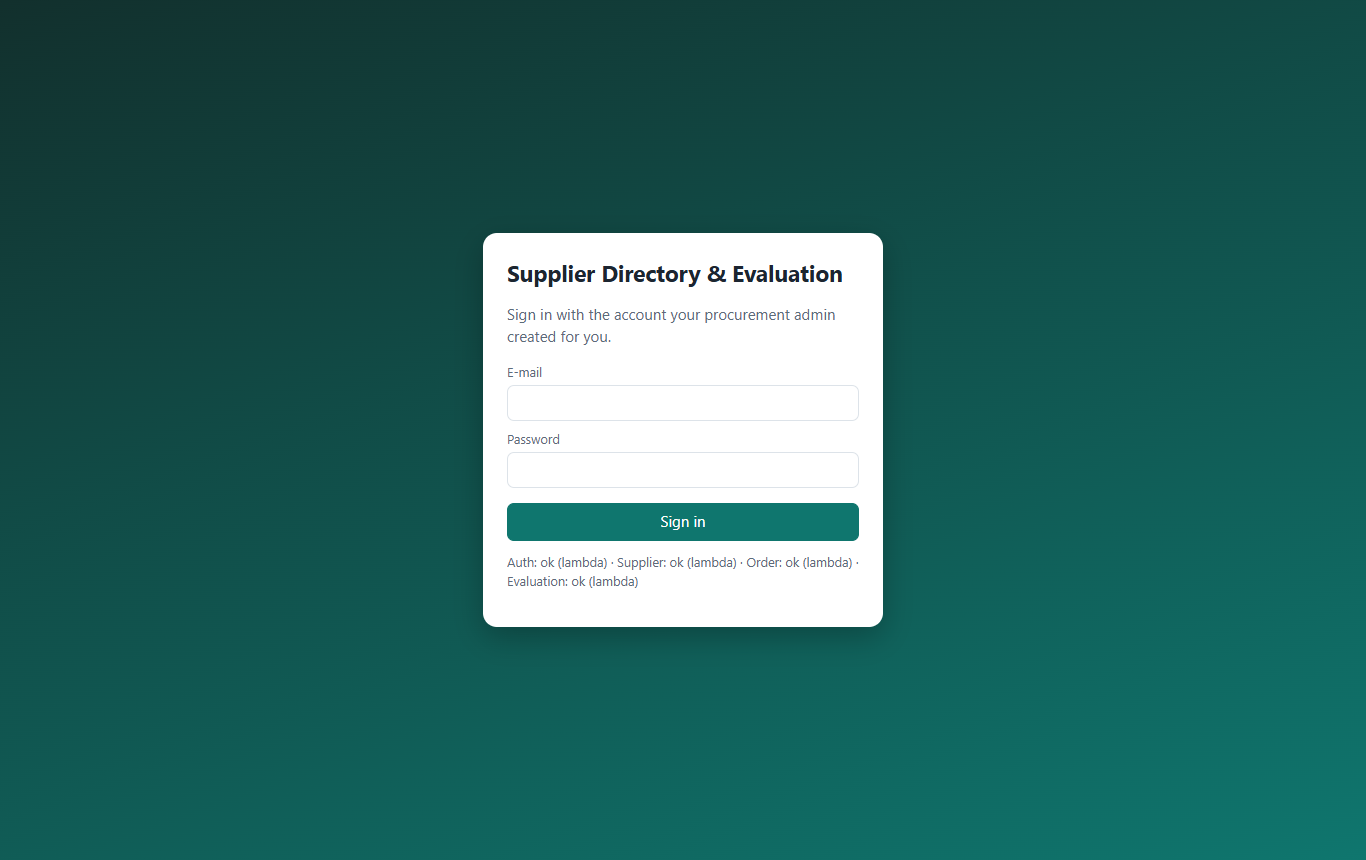 Supplier Directory & Evaluation
Sign in with the account your procurement admin
created for you.
E-mail
Password
Sign in
Auth: ok (lambda) · Supplier: ok (lambda) · Order: ok (lambda) ·
Evaluation: ok (lambda)